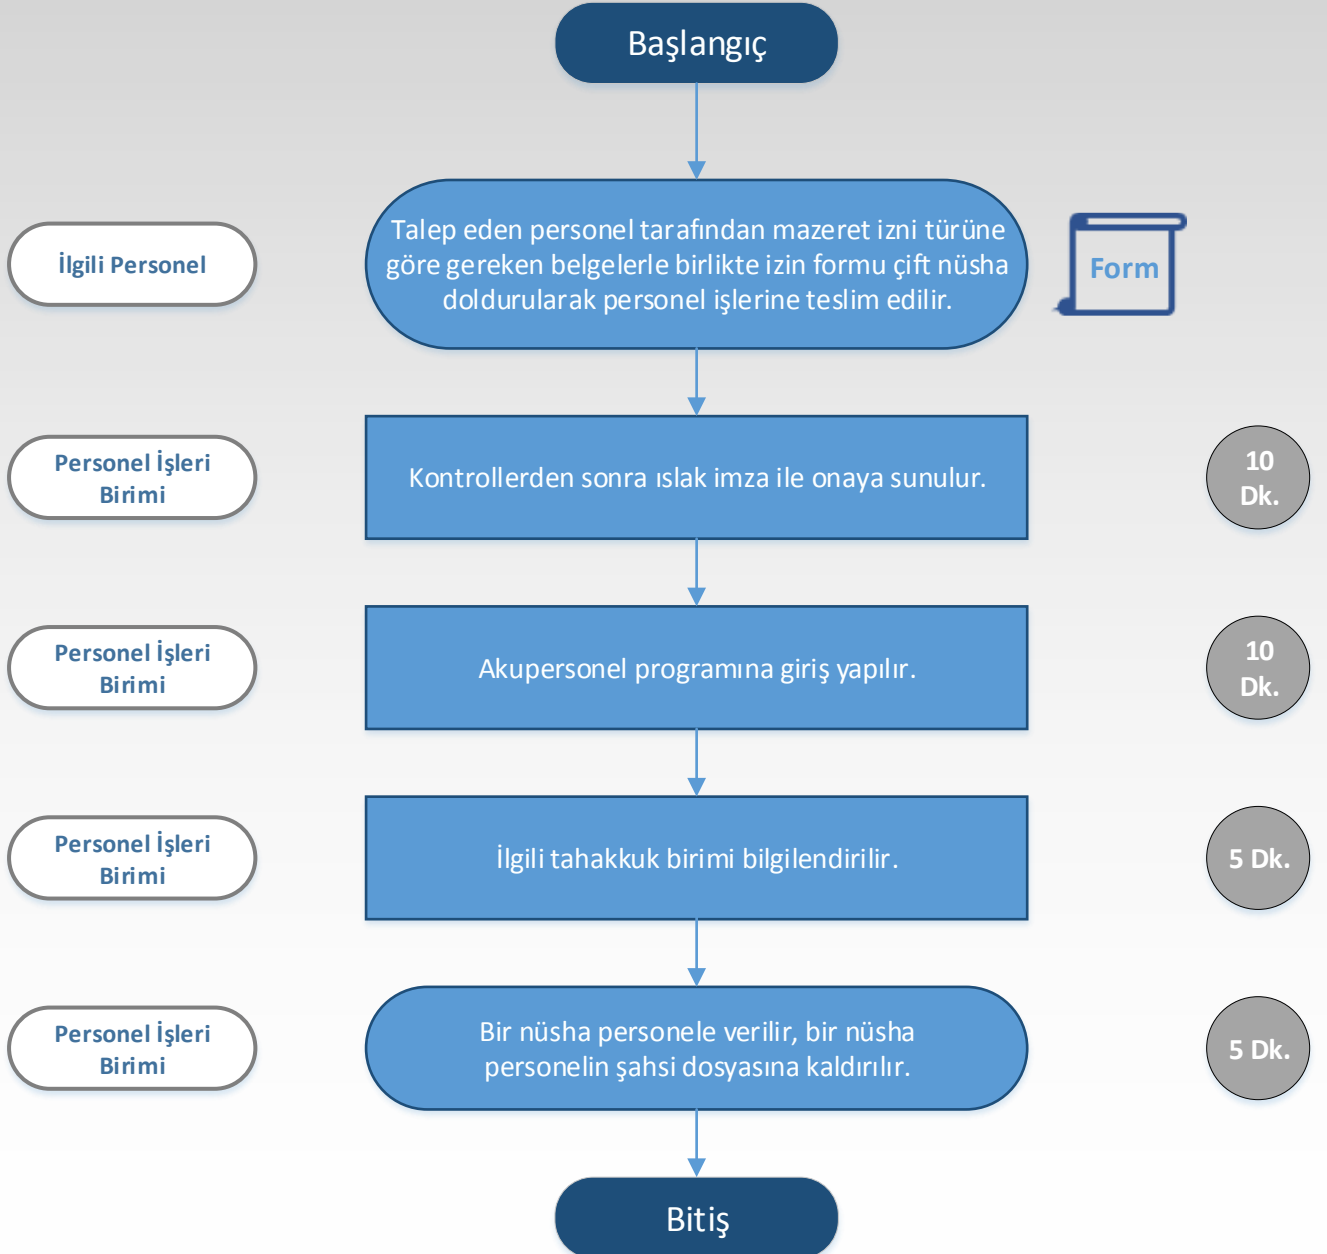 Başlangıç
İlgili Personel
Talep eden personel tarafından mazeret izni türüne
göre gereken belgelerle birlikte izin formu çift nüsha
doldurularak personel işlerine teslim edilir.
Form
Personel İşleri
Birimi
Kontrollerden sonra ıslak imza ile onaya sunulur.
10
Dk.
Personel İşleri
Birimi
Akupersonel programına giriş yapılır.
10
Dk.
Personel İşleri
Birimi
İlgili tahakkuk birimi bilgilendirilir.
5 Dk.
Personel İşleri
Birimi
Bir nüsha personele verilir, bir nüsha
personelin şahsi dosyasına kaldırılır.
5 Dk.
Bitiş